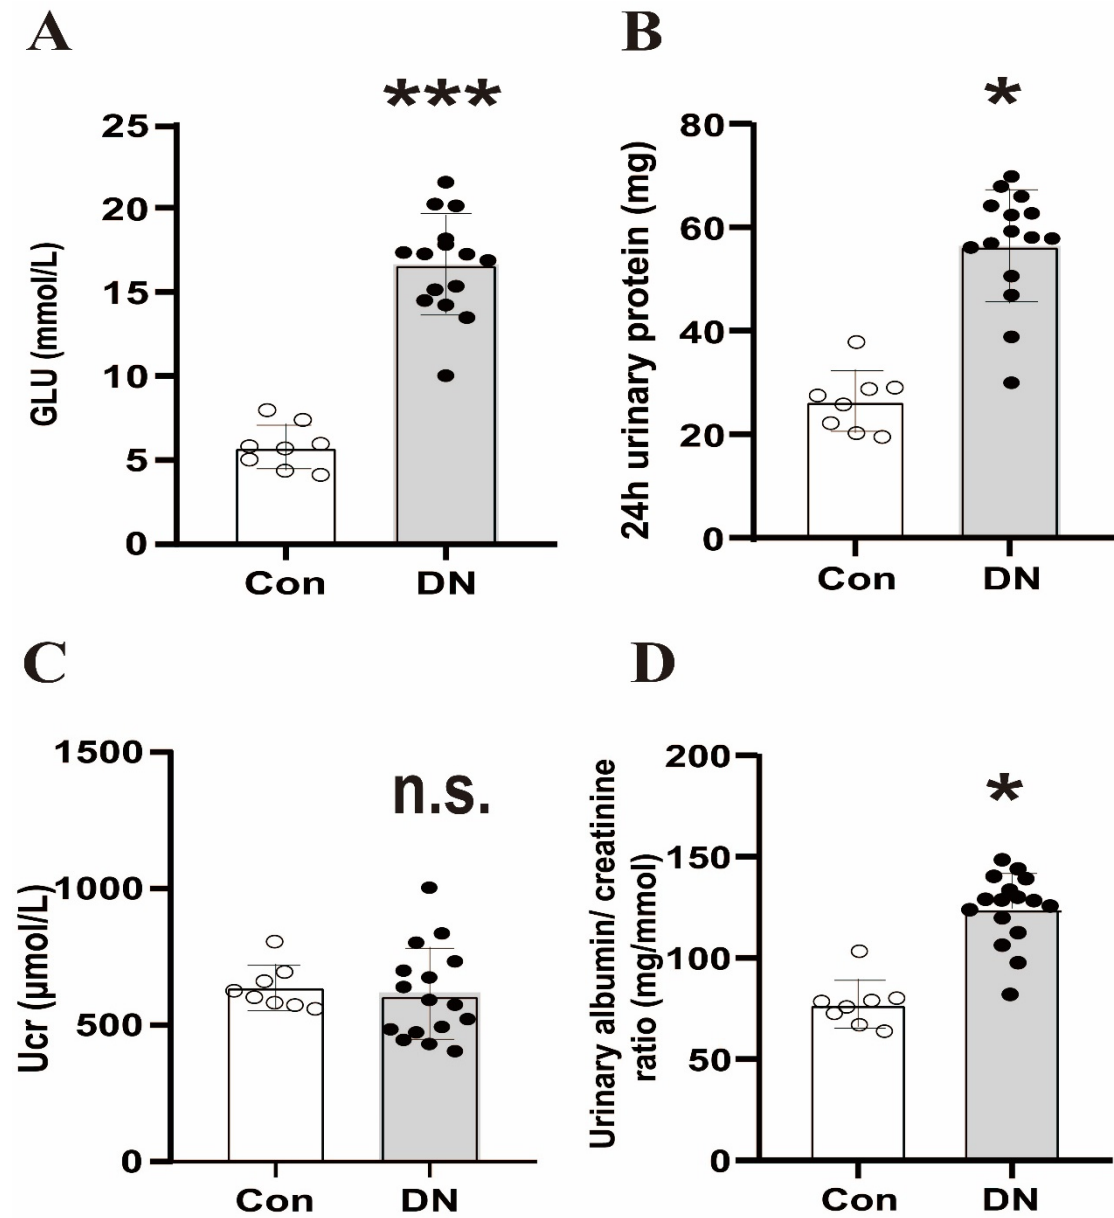 A
***
GLU (mmol/L)
25
20
15
10
5
0
Con
DN
B
*
24h urinary protein (mg)
80
60
40
20
0
Con
DN
C
n.s.
Ucr (μmol/L)
1500
1000
500
0
Con
DN
D
*
Urinary albumin/ creatinine
ratio (mg/mmol)
200
150
100
50
0
Con
DN